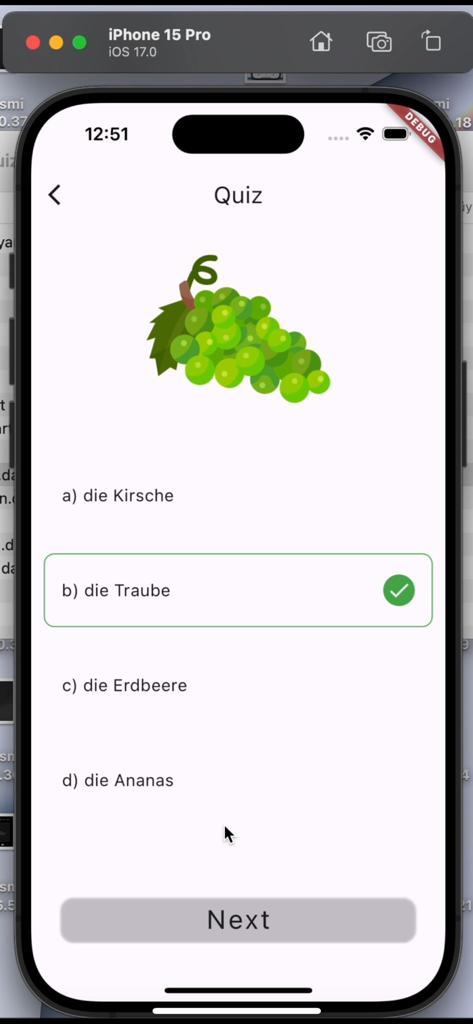 iPhone 15 Pro
iOS 17.0
12:51
DEBUG
Quiz
a) die Kirsche
b) die Traube
c) die Erdbeere
d) die Ananas
Next